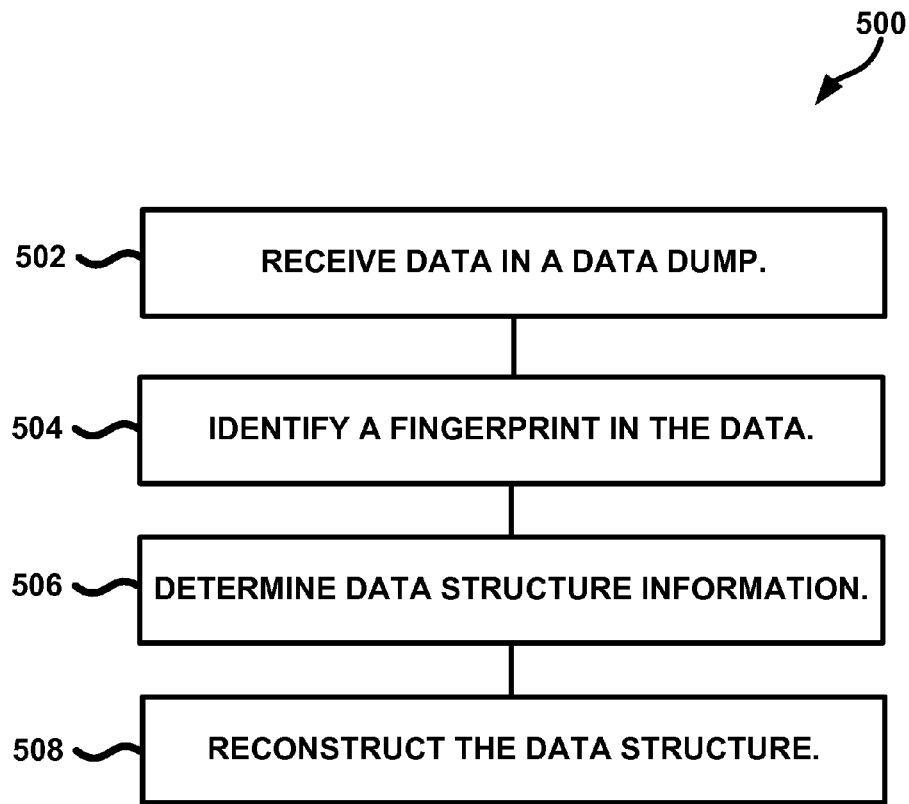 500
502 RECEIVE DATA IN A DATA DUMP.
504 IDENTIFY A FINGERPRINT IN THE DATA.
506 DETERMINE DATA STRUCTURE INFORMATION.
508 RECONSTRUCT THE DATA STRUCTURE.